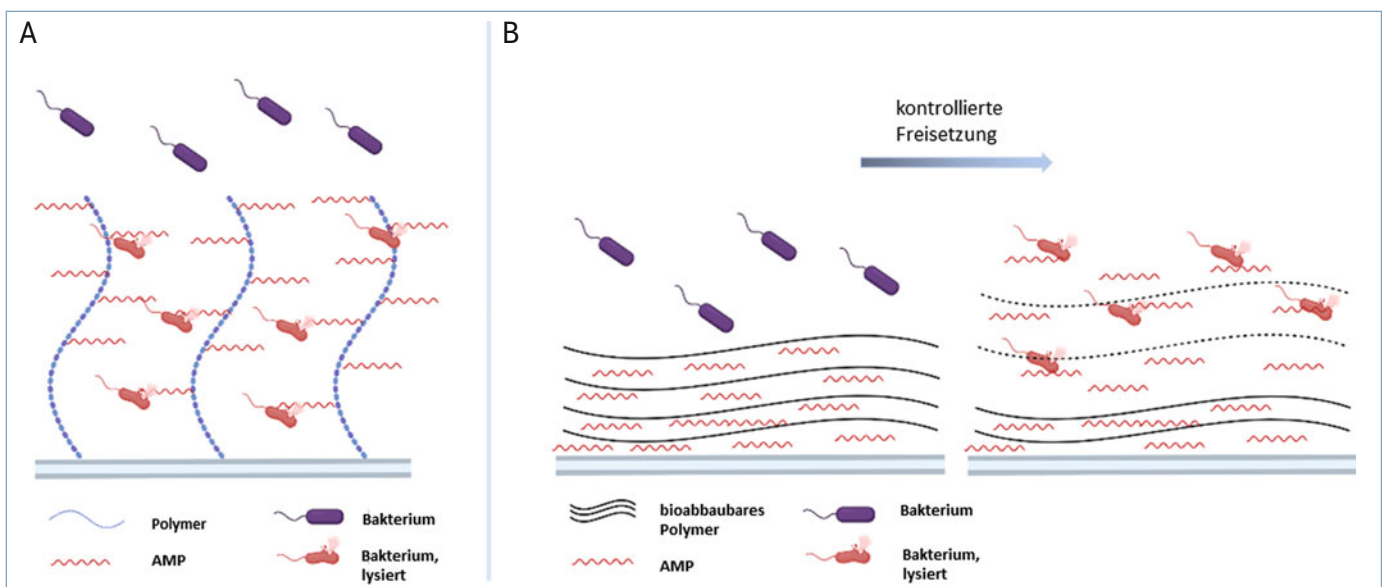 A
B
kontrollierte
Freisetzung
Polymer
Bakterium
AMP
Bakterium,
lysiert
bioabbaubares
Polymer
Bakterium
AMP
Bakterium,
lysiert